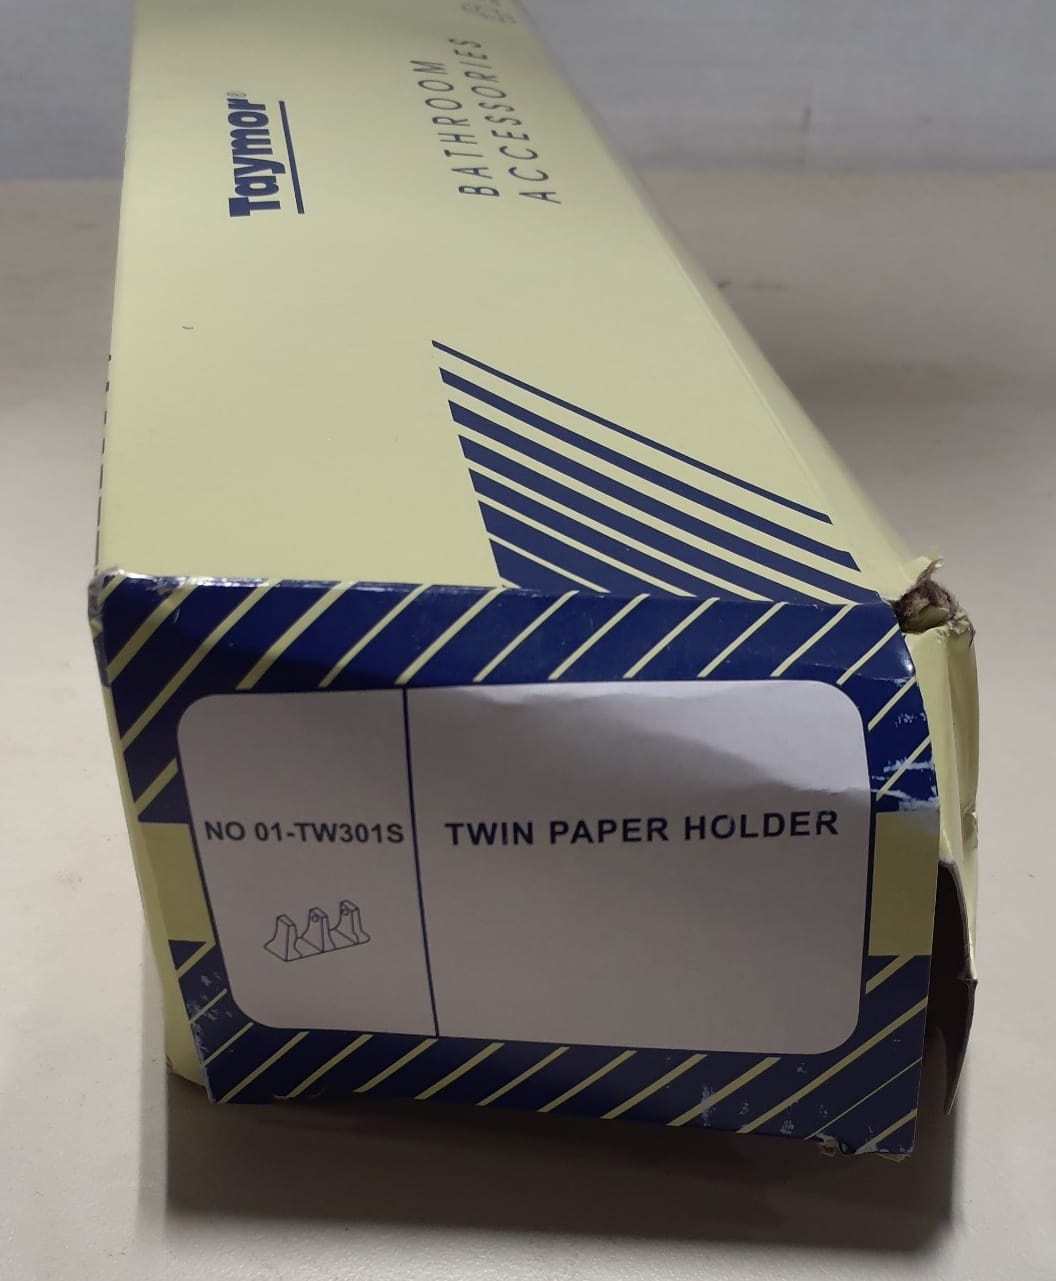 Taymor®
BATHROOM
ACCESSORIES
NO 01-TW301S
TWIN PAPER HOLDER